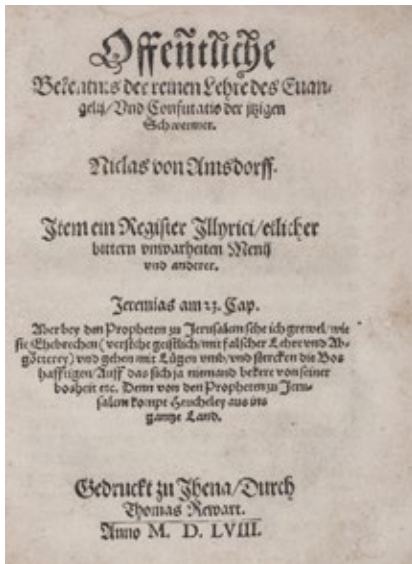 Offentliche
Bekentnus der reinen Lehre des Euan-
gelij/Vnd Confutatio der jtzigen
Schwermer.
Niclas von Amsdorff.
Item ein Register Illyrici/etlicher
bittern vnwarheiten Menij
vnd anderer.
Jeremias am 23. Cap.
Aber bey den Propheten zu Jerusalem sehe ich grewel/wie
sie Ehebrechen (verstehe geistlich/mit falscher Lehre vnd Ab-
götterey) vnd gehen mit Lügen vmb/vnd stercken die Bos
hafftigen/Auff das sich ja niemand bekere von seiner
bosheit etc. Denn von den Propheten zu Jeru-
salem kompt Heucheley aus ins
gantze Land.
Gedruckt zu Jhena/Durch
Thomas Rewart.
Anno M. D. LVIII.